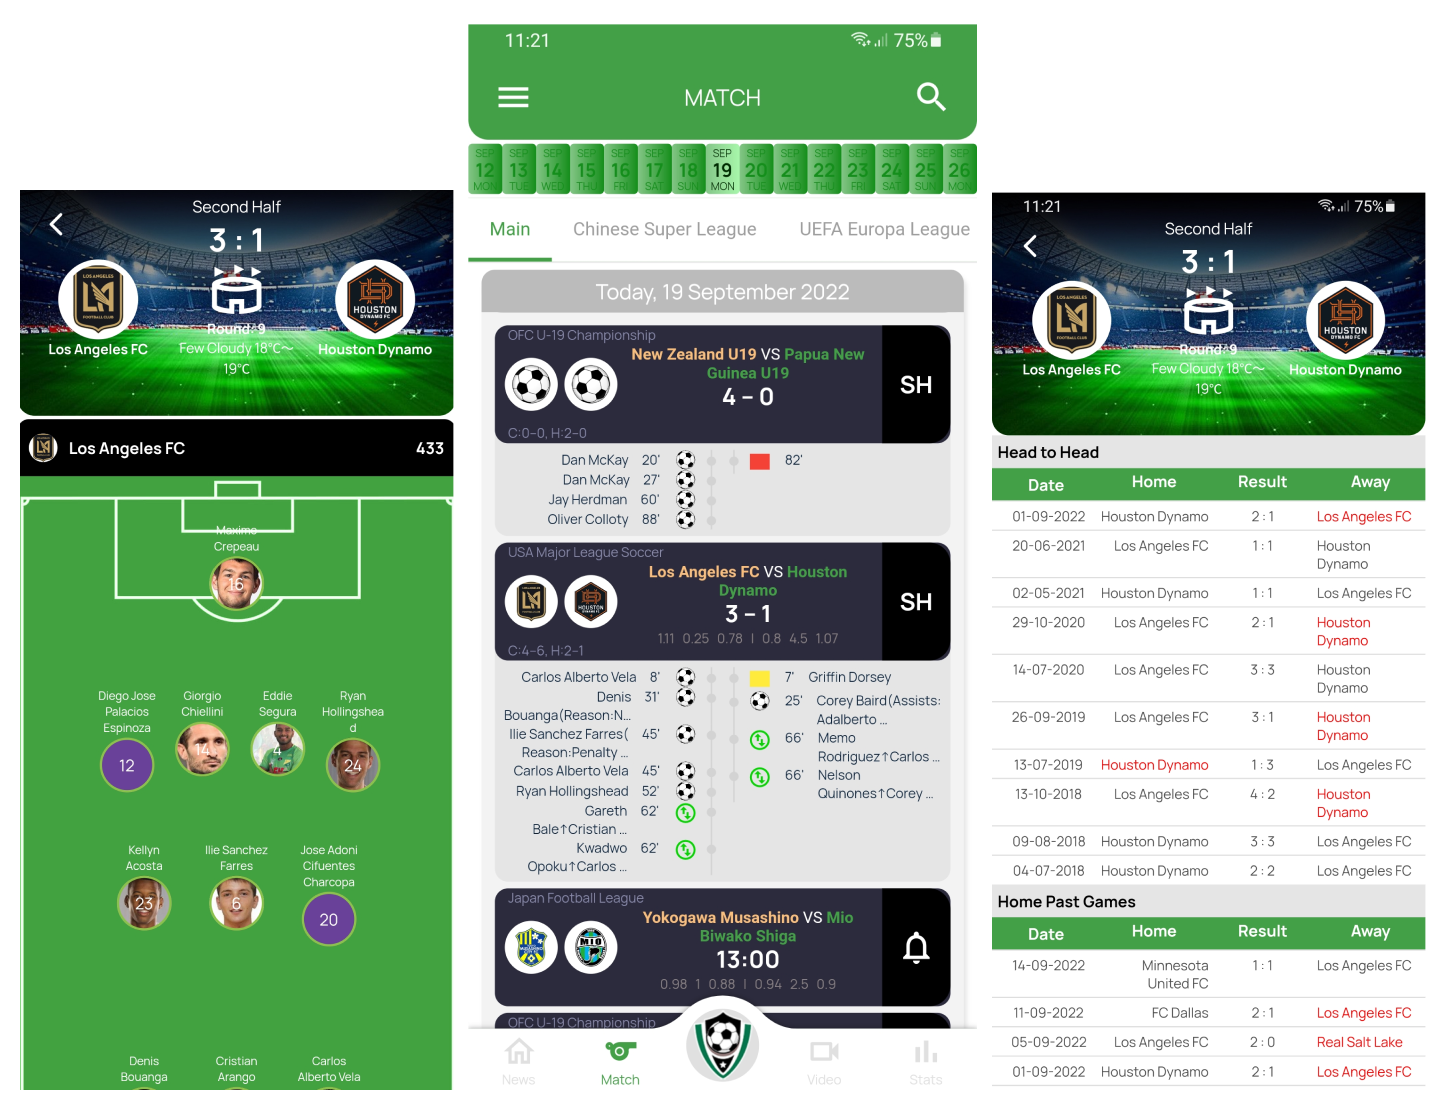 Second Half
3 : 1
LOS ANGELES
FOOTBALL CLUB
HOUSTON
DYNAMO FC
Round: 9
Los Angeles FC
Few Cloudy 18℃~
19℃
Houston Dynamo
Los Angeles FC
433
Maxime
Crepeau
16
Diego Jose
Palacios
Espinoza
Giorgio
Chiellini
Eddie
Segura
Ryan
Hollingshea
d
12
14
4
24
Kellyn
Acosta
Ilie Sanchez
Farres
Jose Adoni
Cifuentes
Charcopa
23
6
20
Denis
Bouanga
Cristian
Arango
Carlos
Alberto Vela
11:21
75%
MATCH
SEP 12 MON
SEP 13 TUE
SEP 14 WED
SEP 15 THU
SEP 16 FRI
SEP 17 SAT
SEP 18 SUN
SEP 19 MON
SEP 20 TUE
SEP 21 WED
SEP 22 THU
SEP 23 FRI
SEP 24 SAT
SEP 25 SUN
SEP 26 MON
Main
Chinese Super League
UEFA Europa League
Today, 19 September 2022
OFC U-19 Championship
New Zealand U19 VS Papua New
Guinea U19
4 – 0
SH
C:0–0, H:2–0
Dan McKay 20'
82'
Dan McKay 27'
Jay Herdman 60'
Oliver Colloty 88'
USA Major League Soccer
Los Angeles FC VS Houston
Dynamo
3 – 1
SH
1.11 0.25 0.78 | 0.8 4.5 1.07
C:4–6, H:2–1
Carlos Alberto Vela 8'
Denis 31'
Bouanga(Reason:N...
Ilie Sanchez Farres( 45'
Reason:Penalty ...
Carlos Alberto Vela 45'
Ryan Hollingshead 52'
Gareth 62'
Bale↑Cristian ...
Kwadwo 62'
Opoku↑Carlos ...
7' Griffin Dorsey
25' Corey Baird(Assists:
Adalberto ...
66' Memo
Rodriguez↑Carlos ...
66' Nelson
Quinones↑Corey ...
Japan Football League
Yokogawa Musashino VS Mio
Biwako Shiga
13:00
0.98 1 0.88 | 0.94 2.5 0.9
MIO
OFC U-19 Championship
News
Match
Video
Stats
11:21
75%
Second Half
3 : 1
LOS ANGELES
FOOTBALL CLUB
HOUSTON
DYNAMO FC
Round: 9
Los Angeles FC
Few Cloudy 18℃~
19℃
Houston Dynamo
Head to Head
Date Home Result Away
01-09-2022 Houston Dynamo 2 : 1 Los Angeles FC
20-06-2021 Los Angeles FC 1 : 1 Houston
Dynamo
02-05-2021 Houston Dynamo 1 : 1 Los Angeles FC
29-10-2020 Los Angeles FC 2 : 1 Houston
Dynamo
14-07-2020 Los Angeles FC 3 : 3 Houston
Dynamo
26-09-2019 Los Angeles FC 3 : 1 Houston
Dynamo
13-07-2019 Houston Dynamo 1 : 3 Los Angeles FC
13-10-2018 Los Angeles FC 4 : 2 Houston
Dynamo
09-08-2018 Houston Dynamo 3 : 3 Los Angeles FC
04-07-2018 Houston Dynamo 2 : 2 Los Angeles FC
Home Past Games
Date Home Result Away
14-09-2022 Minnesota 1 : 1 Los Angeles FC
United FC
11-09-2022 FC Dallas 2 : 1 Los Angeles FC
05-09-2022 Los Angeles FC 2 : 0 Real Salt Lake
01-09-2022 Houston Dynamo 2 : 1 Los Angeles FC